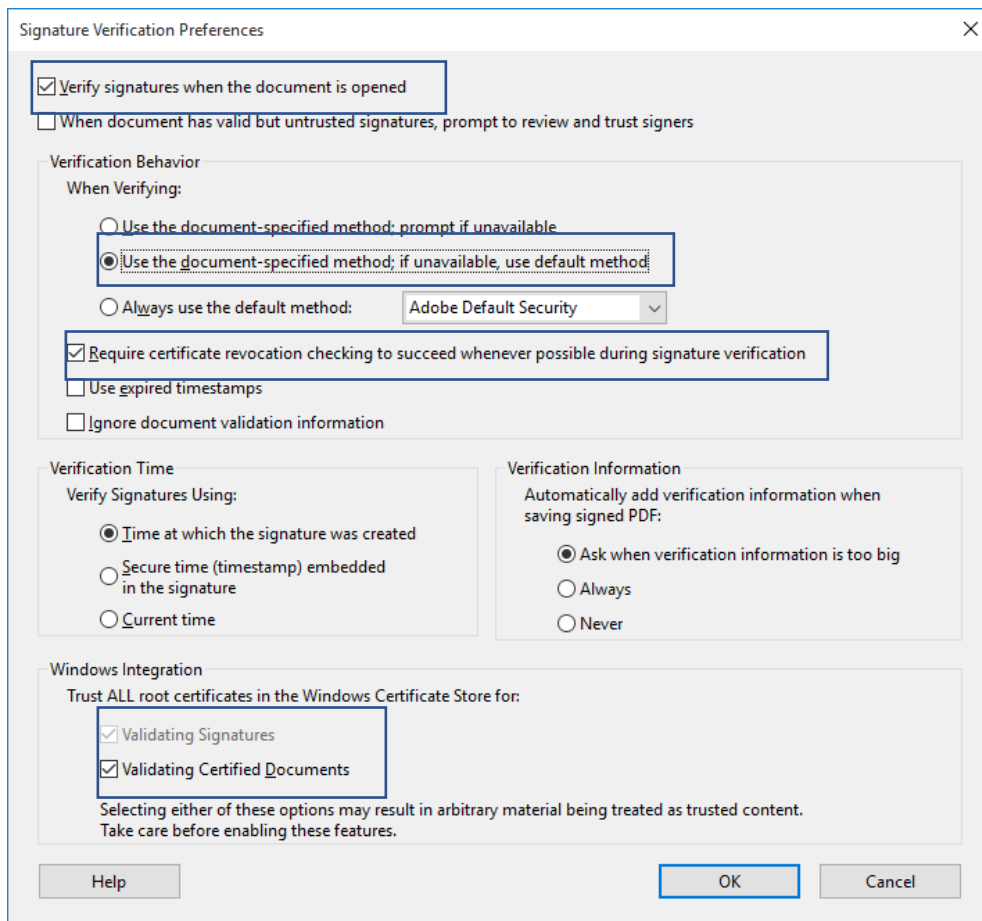 Signature Verification Preferences
Verify signatures when the document is opened
When document has valid but untrusted signatures, prompt to review and trust signers
Verification Behavior
When Verifying:
Use the document-specified method; prompt if unavailable
Use the document-specified method; if unavailable, use default method
Always use the default method: Adobe Default Security
Require certificate revocation checking to succeed whenever possible during signature verification
Use expired timestamps
Ignore document validation information
Verification Time
Verify Signatures Using:
Time at which the signature was created
Secure time (timestamp) embedded
in the signature
Current time
Verification Information
Automatically add verification information when
saving signed PDF:
Ask when verification information is too big
Always
Never
Windows Integration
Trust ALL root certificates in the Windows Certificate Store for:
Validating Signatures
Validating Certified Documents
Selecting either of these options may result in arbitrary material being treated as trusted content.
Take care before enabling these features.
Help
OK
Cancel